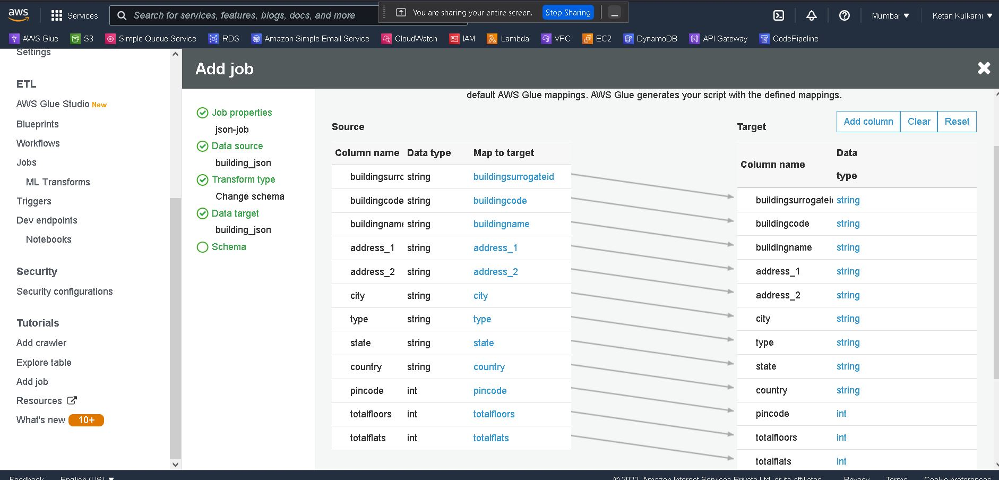 aws
Services
Search for services, features, blogs, docs, and more
You are sharing your entire screen.
Stop Sharing
Mumbai
Ketan Kulkarni
AWS Glue S3 Simple Queue Service RDS Amazon Simple Email Service CloudWatch IAM Lambda VPC EC2 DynamoDB API Gateway CodePipeline
Settings
ETL
AWS Glue Studio New
Blueprints
Workflows
Jobs
ML Transforms
Triggers
Dev endpoints
Notebooks
Security
Security configurations
Tutorials
Add crawler
Explore table
Add job
Resources
What's new 10+
Add job
Job properties
json-job
Data source
building_json
Transform type
Change schema
Data target
building_json
Schema
default AWS Glue mappings. AWS Glue generates your script with the defined mappings.
Source
Column name Data type Map to target
buildingsurrc string buildingsurrogateid
buildingcode string buildingcode
buildingname string buildingname
address_1 string address_1
address_2 string address_2
city string city
type string type
state string state
country string country
pincode int pincode
totalfloors int totalfloors
totalflats int totalflats
Target
Add column Clear Reset
Column name Data type
buildingsurrogatei string
buildingcode string
buildingname string
address_1 string
address_2 string
city string
type string
state string
country string
pincode int
totalfloors int
totalflats int
Feedback English (US)
© 2022, Amazon Internet Services Private Ltd. or its affiliates. Privacy Terms Cookie preferences